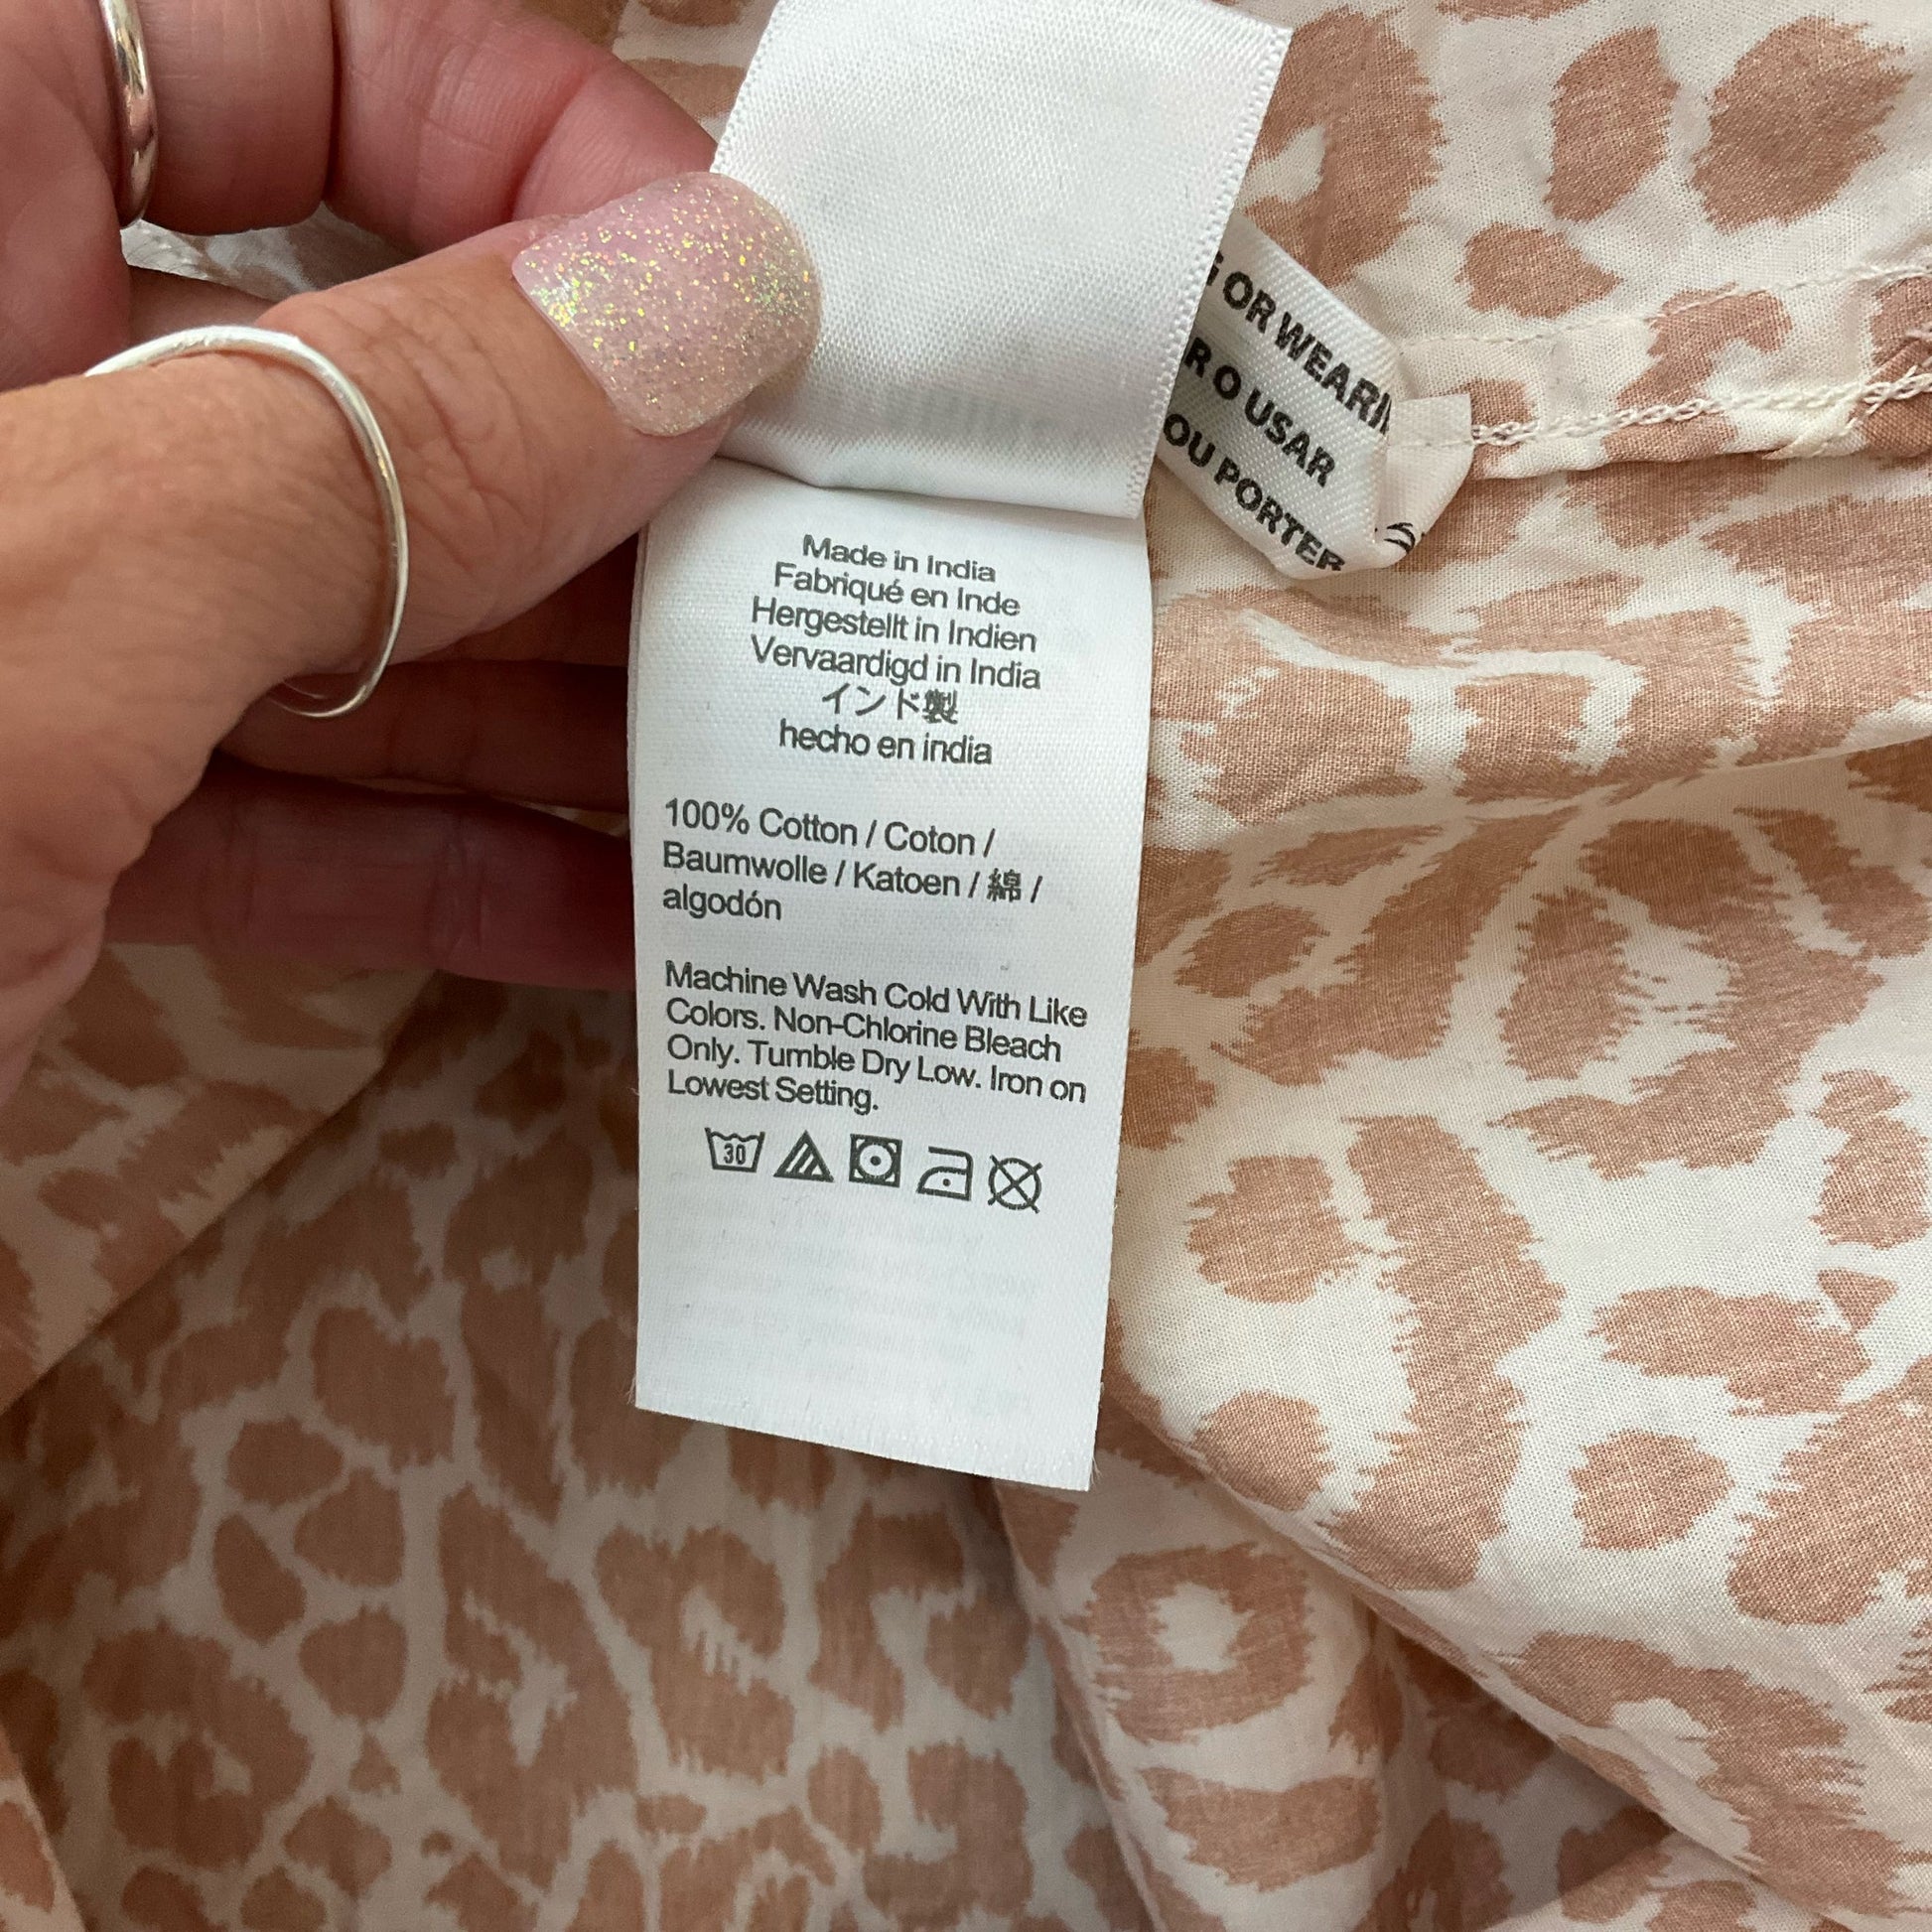 OR WEARIN
R O USAR
OU PORTER
Made in India
Fabriqué en Inde
Hergestellt in Indien
Vervaardigd in India
インド製
hecho en india
100% Cotton / Coton /
Baumwolle / Katoen / 綿 /
algodón
Machine Wash Cold With Like
Colors. Non-Chlorine Bleach
Only. Tumble Dry Low. Iron on
Lowest Setting.
30